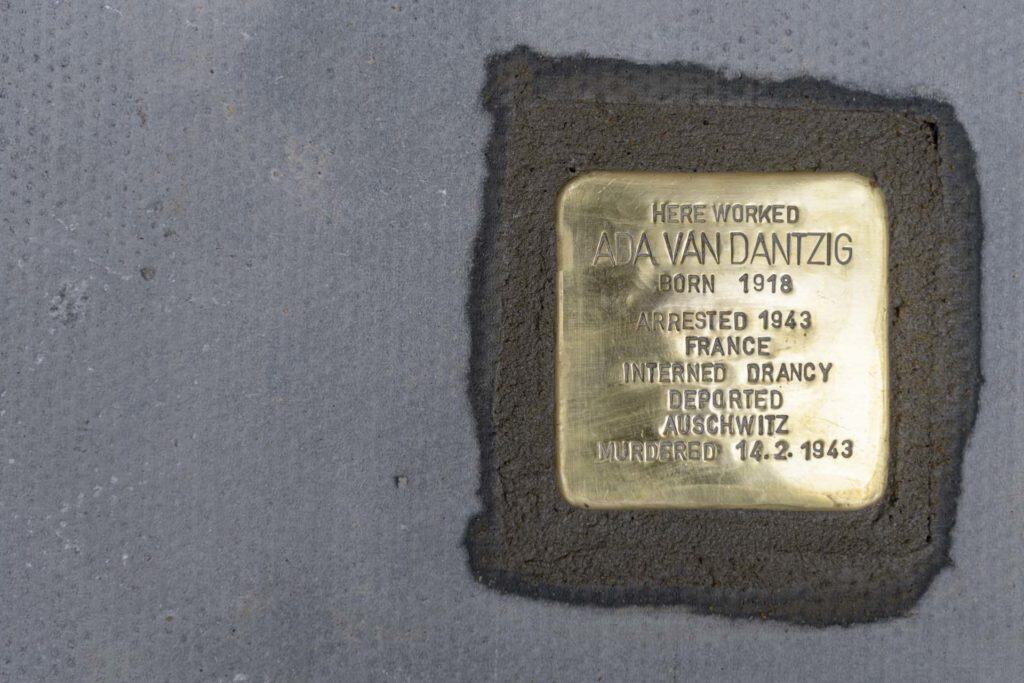 HERE WORKED
ADA VAN DANTZIG
BORN 1918
ARRESTED 1943
FRANCE
INTERNED DRANCY
DEPORTED
AUSCHWITZ
MURDERED 14.2.1943